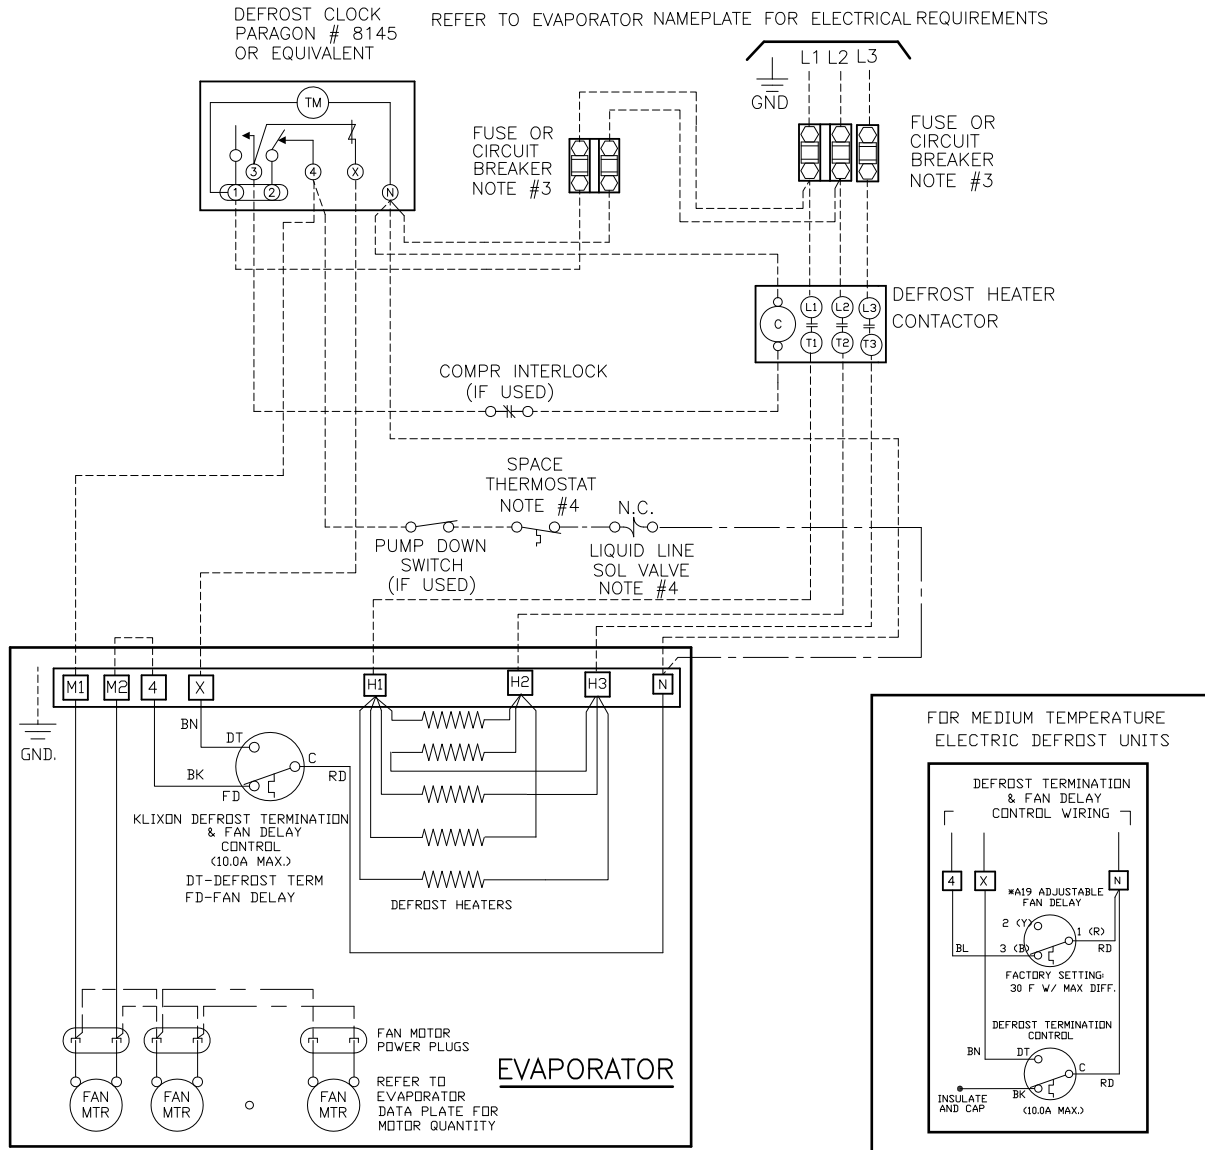 DEFROST CLOCK
PARAGON # 8145
OR EQUIVALENT
REFER TO EVAPORATOR NAMEPLATE FOR ELECTRICAL REQUIREMENTS
L1 L2 L3
GND
TM
FUSE OR
CIRCUIT
BREAKER
NOTE #3
FUSE OR
CIRCUIT
BREAKER
NOTE #3
3
4
X
1
2
N
DEFROST HEATER
CONTACTOR
C
L1
L2
L3
T1
T2
T3
COMPR INTERLOCK
(IF USED)
SPACE
THERMOSTAT
NOTE #4
N.C.
PUMP DOWN
SWITCH
(IF USED)
LIQUID LINE
SOL VALVE
NOTE #4
M1
M2
4
X
H1
H2
H3
N
GND.
BN
DT
C
BK
RD
FD
KLIXON DEFROST TERMINATION
& FAN DELAY
CONTROL
(10.0A MAX.)
DT-DEFROST TERM
FD-FAN DELAY
DEFROST HEATERS
FAN MOTOR
POWER PLUGS
EVAPORATOR
REFER TO
EVAPORATOR
DATA PLATE FOR
MOTOR QUANTITY
FAN
MTR
FAN
MTR
FAN
MTR
FOR MEDIUM TEMPERATURE
ELECTRIC DEFROST UNITS
DEFROST TERMINATION
& FAN DELAY
CONTROL WIRING
4
X
N
*A19 ADJUSTABLE
FAN DELAY
2 (Y)
1 (R)
BL
3 (B)
RD
FACTORY SETTING:
30 F W/ MAX DIFF.
DEFROST TERMINATION
CONTROL
BN
DT
C
RD
BK
INSULATE
AND CAP
(10.0A MAX.)